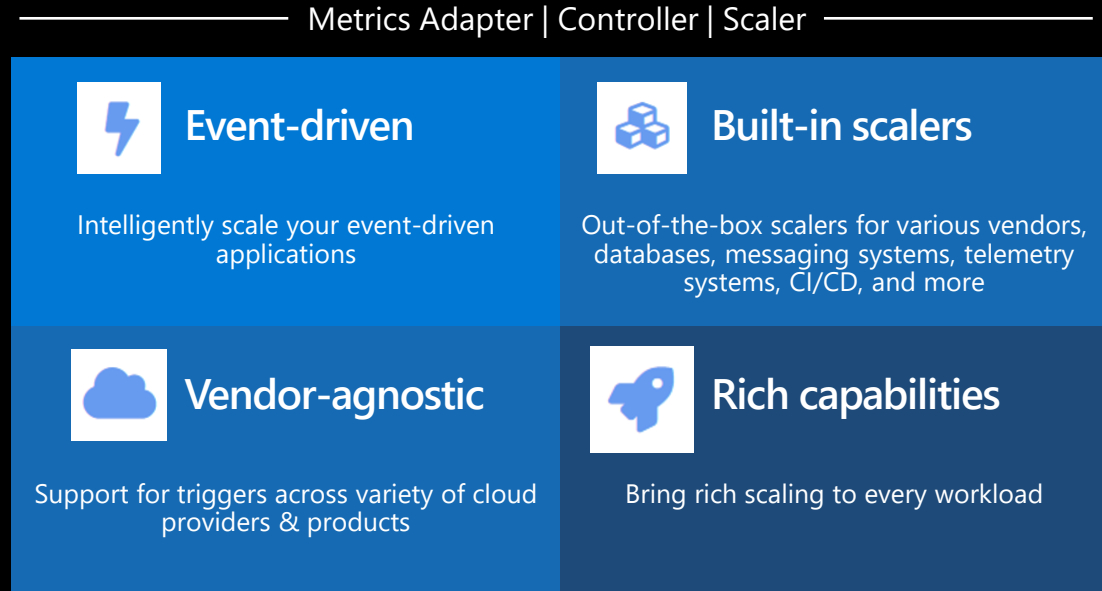 Metrics Adapter | Controller | Scaler
Event-driven
Intelligently scale your event-driven
applications
Built-in scalers
Out-of-the-box scalers for various vendors,
databases, messaging systems, telemetry
systems, CI/CD, and more
Vendor-agnostic
Support for triggers across variety of cloud
providers & products
Rich capabilities
Bring rich scaling to every workload